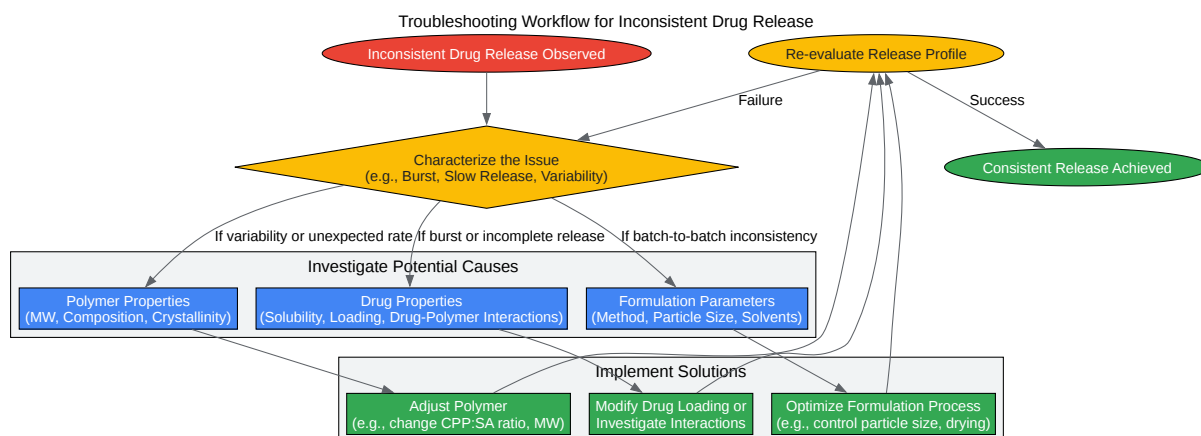 Troubleshooting Workflow for Inconsistent Drug Release
Inconsistent Drug Release Observed
Re-evaluate Release Profile
Failure
Success
Characterize the Issue
(e.g., Burst, Slow Release, Variability)
Consistent Release Achieved
If variability or unexpected rate
If burst or incomplete release
If batch-to-batch inconsistency
Investigate Potential Causes
Polymer Properties
(MW, Composition, Crystallinity)
Drug Properties
(Solubility, Loading, Drug-Polymer Interactions)
Formulation Parameters
(Method, Particle Size, Solvents)
Implement Solutions
Adjust Polymer
(e.g., change CPP:SA ratio, MW)
Modify Drug Loading or
Investigate Interactions
Optimize Formulation Process
(e.g., control particle size, drying)